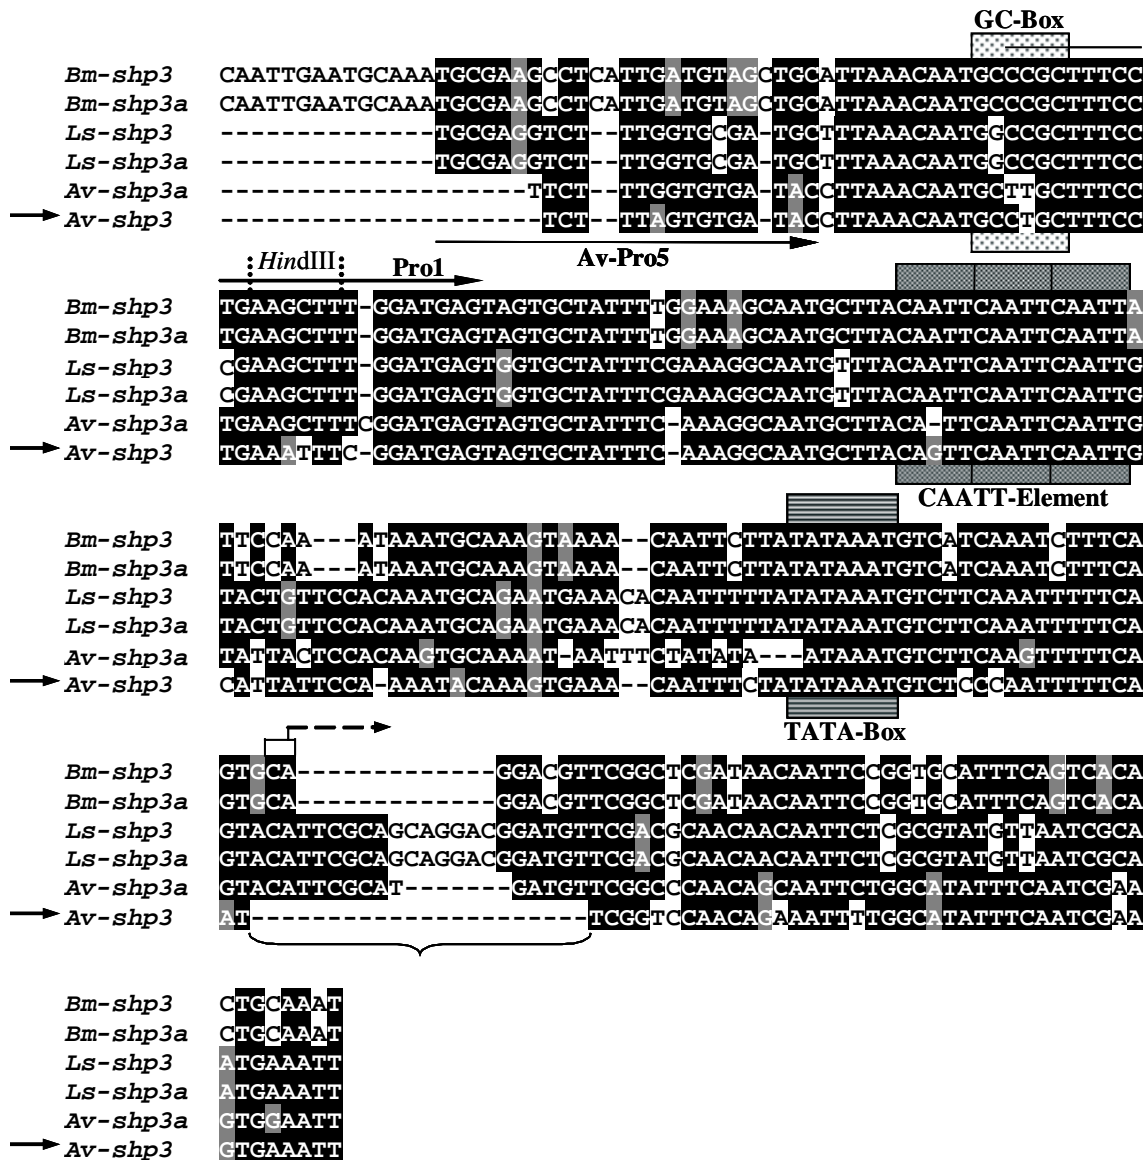 GC-Box
Bm-shp3 CAATTGAATGCAAATGCGAAGCCTCATTGATGTAGCTGCATTAAACAATGCCCGCTTTCC
Bm-shp3a CAATTGAATGCAAATGCGAAGCCTCATTGATGTAGCTGCATTAAACAATGCCCGCTTTCC
Ls-shp3 --------------TGCGAGGTCT--TTGGTGCGA-TGCTTTAAACAATGGCCGCTTTCC
Ls-shp3a --------------TGCGAGGTCT--TTGGTGCGA-TGCTTTAAACAATGGCCGCTTTCC
Av-shp3a --------------------TTCT--TTGGTGTGA-TACCTTAAACAATGCTTGCTTTCC
Av-shp3 ---------------------TCT--TTAGTGTGA-TACCTTAAACAATGCCTGCTTTCC
Av-Pro5
HindIII Pro1
Bm-shp3 TGAAGCTTT-GGATGAGTAGTGCTATTTTTGGAAAGCAATGCTTACAATTCAATTCAATTA
Bm-shp3a TGAAGCTTT-GGATGAGTAGTGCTATTTTTGGAAAGCAATGCTTACAATTCAATTCAATTA
Ls-shp3 CGAAGCTTT-GGATGAGTGGTGCTATTTCGAAAGGCAATGTTTACAATTCAATTCAATTG
Ls-shp3a CGAAGCTTT-GGATGAGTGGTGCTATTTCGAAAGGCAATGTTTACAATTCAATTCAATTG
Av-shp3a TGAAGCTTTCGGATGAGTAGTGCTATTTC-AAAGGCAATGCTTACA-TTCAATTCAATTG
Av-shp3 TGAAATTTC-GGATGAGTAGTGCTATTTC-AAAGGCAATGCTTACAGTTCAATTCAATTG
CAATT-Element
Bm-shp3 TTCCAA---ATAAATGCAAAGTAAAA--CAATTCTTATATAAATGTCATCAAATCTTTCA
Bm-shp3a TTCCAA---ATAAATGCAAAGTAAAA--CAATTCTTATATAAATGTCATCAAATCTTTCA
Ls-shp3 TACTGTTCCACAAATGCAGAATGAAACACAATTTTTATATAAATGTCTTCAAATTTTTCA
Ls-shp3a TACTGTTCCACAAATGCAGAATGAAACACAATTTTTATATAAATGTCTTCAAATTTTTCA
Av-shp3a TATTACTCCACAAGTGCAAAAT-AATTTCTATATA---ATAAATGTCTTCAAGTTTTTCA
Av-shp3 CATTATTCCA-AAATACAAAGTGAAA--CAATTTCTATATAAATGTCTCCCAATTTTTCA
TATA-Box
Bm-shp3 GTGCA-------------GGACGTTCGGCTCGATAACAATTCCGGTGCATTTCAGTCACA
Bm-shp3a GTGCA-------------GGACGTTCGGCTCGATAACAATTCCGGTGCATTTCAGTCACA
Ls-shp3 GTACATTCGCAGCAGGACGGATGTTCGACGCAACAACAATTCTCGCGTATGTTAATCGCA
Ls-shp3a GTACATTCGCAGCAGGACGGATGTTCGACGCAACAACAATTCTCGCGTATGTTAATCGCA
Av-shp3a GTACATTCGCAT-------GATGTTCGGCCCAACAGCAATTCTGGCATATTTCAATCGAA
Av-shp3 AT----------------------TCGGTCCAACAGAAATTTTGGCATATTTCAATCGAA
Bm-shp3 CTGCAAAT
Bm-shp3a CTGCAAAT
Ls-shp3 ATGAAATT
Ls-shp3a ATGAAATT
Av-shp3a GTGGAATT
Av-shp3 GTGAAATT